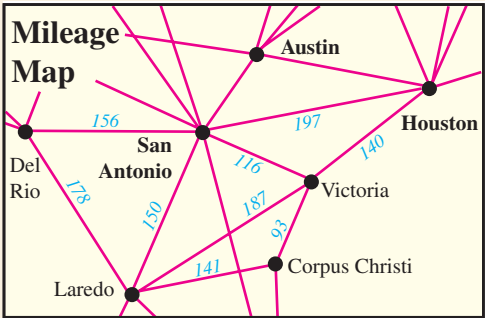 Mileage
Map
Austin
156
197
Houston
San
Antonio
140
Del
Rio
116
178
187
Victoria
150
93
141
Corpus Christi
Laredo